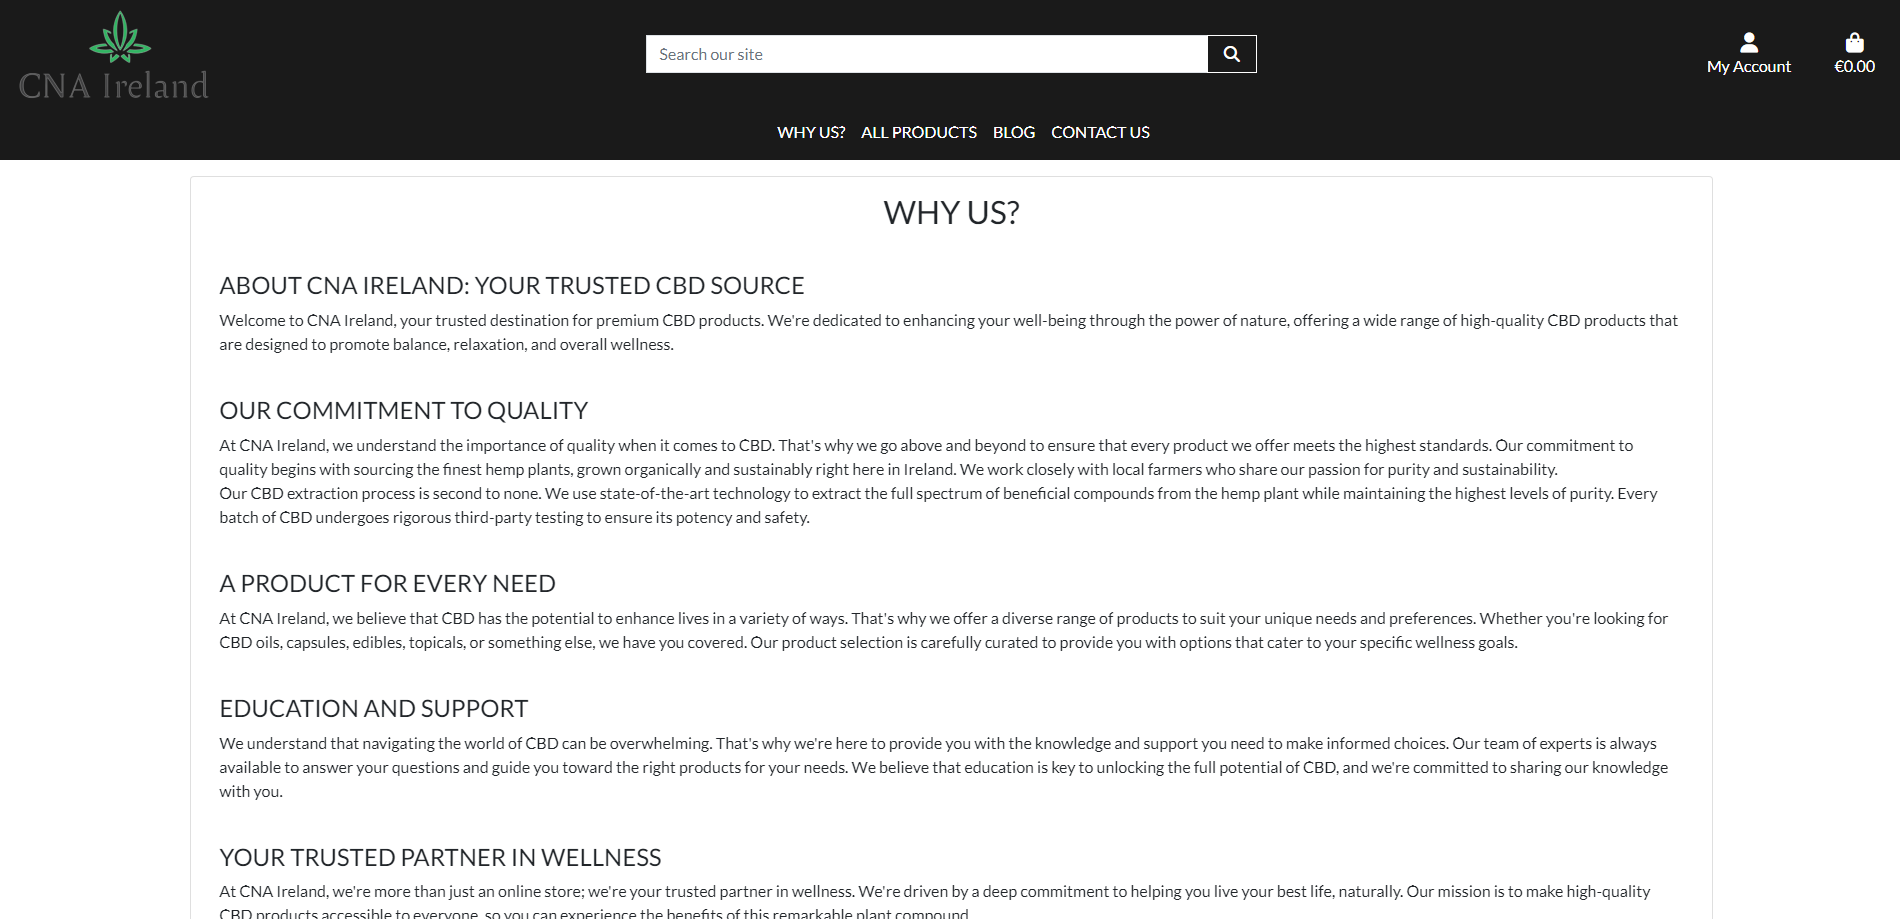 CNA Ireland
Search our site
My Account
€0.00
WHY US?
ALL PRODUCTS
BLOG
CONTACT US
WHY US?
ABOUT CNA IRELAND: YOUR TRUSTED CBD SOURCE
Welcome to CNA Ireland, your trusted destination for premium CBD products. We're dedicated to enhancing your well-being through the power of nature, offering a wide range of high-quality CBD products that
are designed to promote balance, relaxation, and overall wellness.
OUR COMMITMENT TO QUALITY
At CNA Ireland, we understand the importance of quality when it comes to CBD. That's why we go above and beyond to ensure that every product we offer meets the highest standards. Our commitment to
quality begins with sourcing the finest hemp plants, grown organically and sustainably right here in Ireland. We work closely with local farmers who share our passion for purity and sustainability.
Our CBD extraction process is second to none. We use state-of-the-art technology to extract the full spectrum of beneficial compounds from the hemp plant while maintaining the highest levels of purity. Every
batch of CBD undergoes rigorous third-party testing to ensure its potency and safety.
A PRODUCT FOR EVERY NEED
At CNA Ireland, we believe that CBD has the potential to enhance lives in a variety of ways. That's why we offer a diverse range of products to suit your unique needs and preferences. Whether you're looking for
CBD oils, capsules, edibles, topicals, or something else, we have you covered. Our product selection is carefully curated to provide you with options that cater to your specific wellness goals.
EDUCATION AND SUPPORT
We understand that navigating the world of CBD can be overwhelming. That's why we're here to provide you with the knowledge and support you need to make informed choices. Our team of experts is always
available to answer your questions and guide you toward the right products for your needs. We believe that education is key to unlocking the full potential of CBD, and we're committed to sharing our knowledge
with you.
YOUR TRUSTED PARTNER IN WELLNESS
At CNA Ireland, we're more than just an online store; we're your trusted partner in wellness. We're driven by a deep commitment to helping you live your best life, naturally. Our mission is to make high-quality
CBD products accessible to everyone, so you can experience the benefits of this remarkable plant compound.